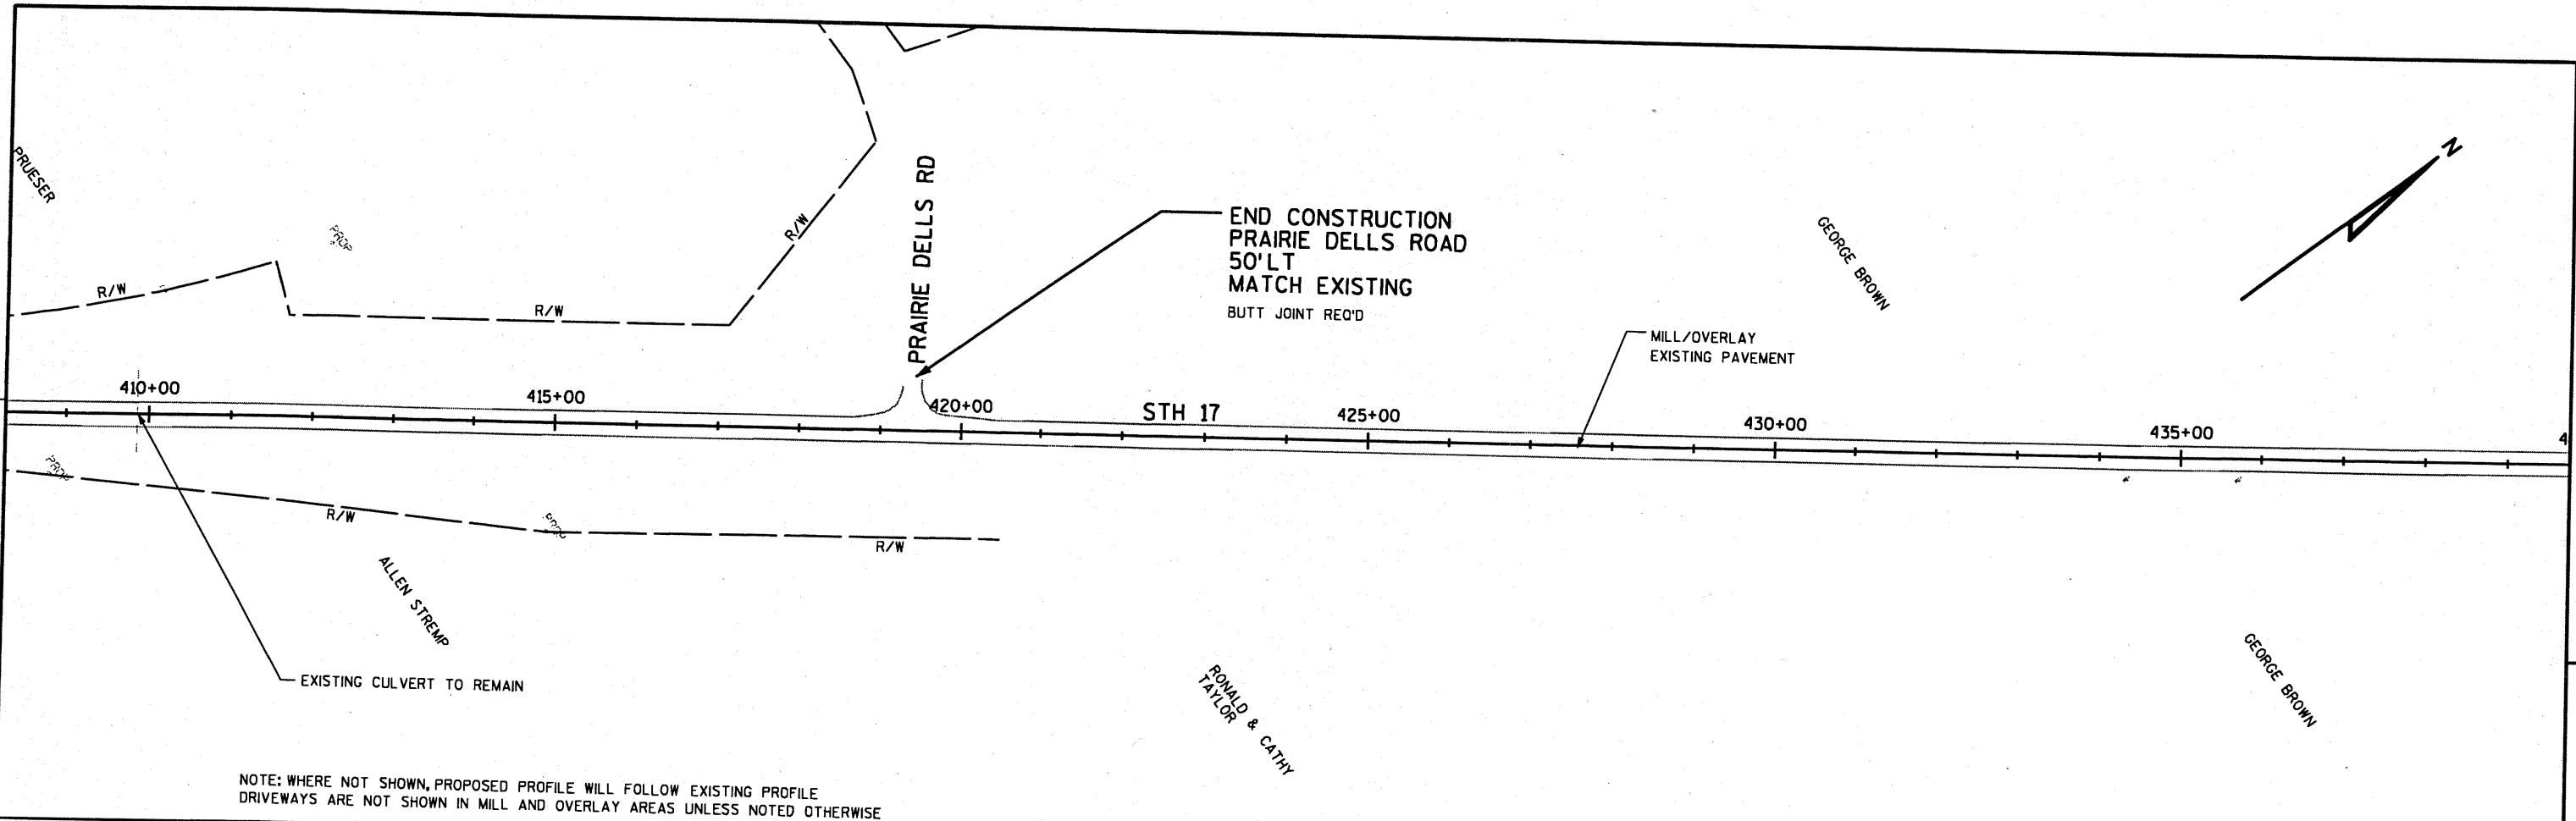 N
PRUESER
PROP
R/W
R/W
R/W
PRAIRIE DELLS RD
END CONSTRUCTION
PRAIRIE DELLS ROAD
50'LT
MATCH EXISTING
BUTT JOINT REQ'D
GEORGE BROWN
MILL/OVERLAY
EXISTING PAVEMENT
410+00
415+00
420+00
STH 17
425+00
430+00
435+00
4
PROP
R/W
PROP
R/W
ALLEN STREMP
EXISTING CULVERT TO REMAIN
RONALD & CATHY
TAYLOR
GEORGE BROWN
NOTE: WHERE NOT SHOWN, PROPOSED PROFILE WILL FOLLOW EXISTING PROFILE
DRIVEWAYS ARE NOT SHOWN IN MILL AND OVERLAY AREAS UNLESS NOTED OTHERWISE